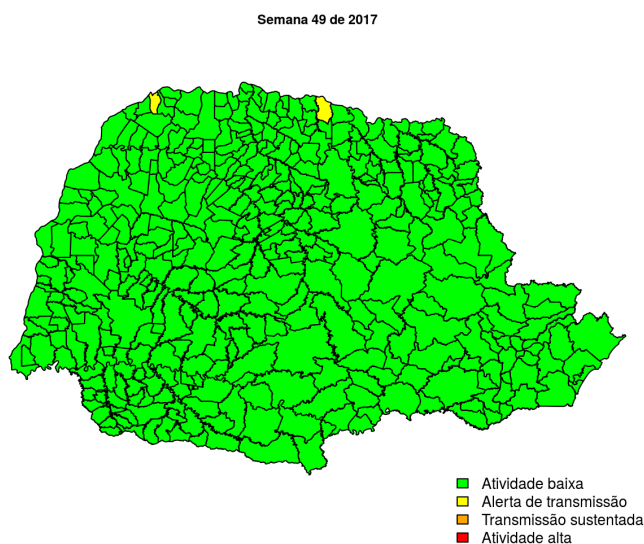 Semana 49 de 2017
Atividade baixa
Alerta de transmissão
Transmissão sustentada
Atividade alta